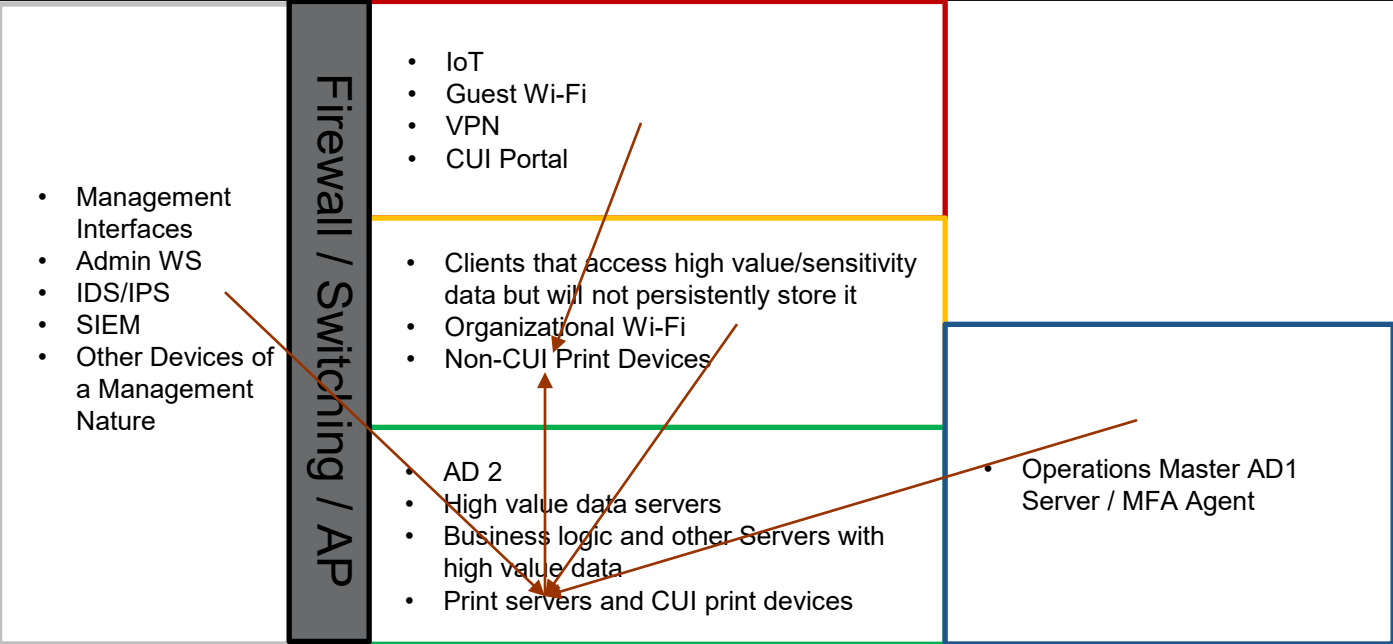 • Management
Interfaces
• Admin WS
• IDS/IPS
• SIEM
• Other Devices of
a Management
Nature
Firewall / Switching / AP
• IoT
• Guest Wi-Fi
• VPN
• CUI Portal
• Clients that access high value/sensitivity
data but will not persistently store it
• Organizational Wi-Fi
• Non-CUI Print Devices
• AD 2
• High value data servers
• Business logic and other Servers with
high value data
• Print servers and CUI print devices
• Operations Master AD1
Server / MFA Agent